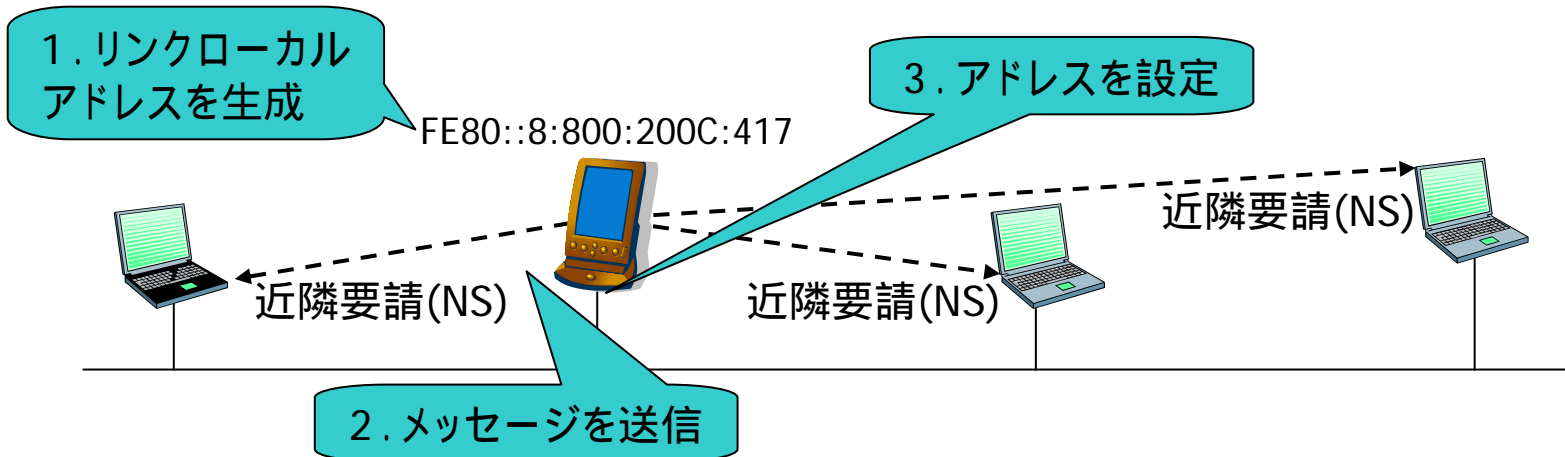 1.リンクローカル
アドレスを生成
3.アドレスを設定
FE80::8:800:200C:417
近隣要請(NS)
近隣要請(NS)
近隣要請(NS)
2.メッセージを送信